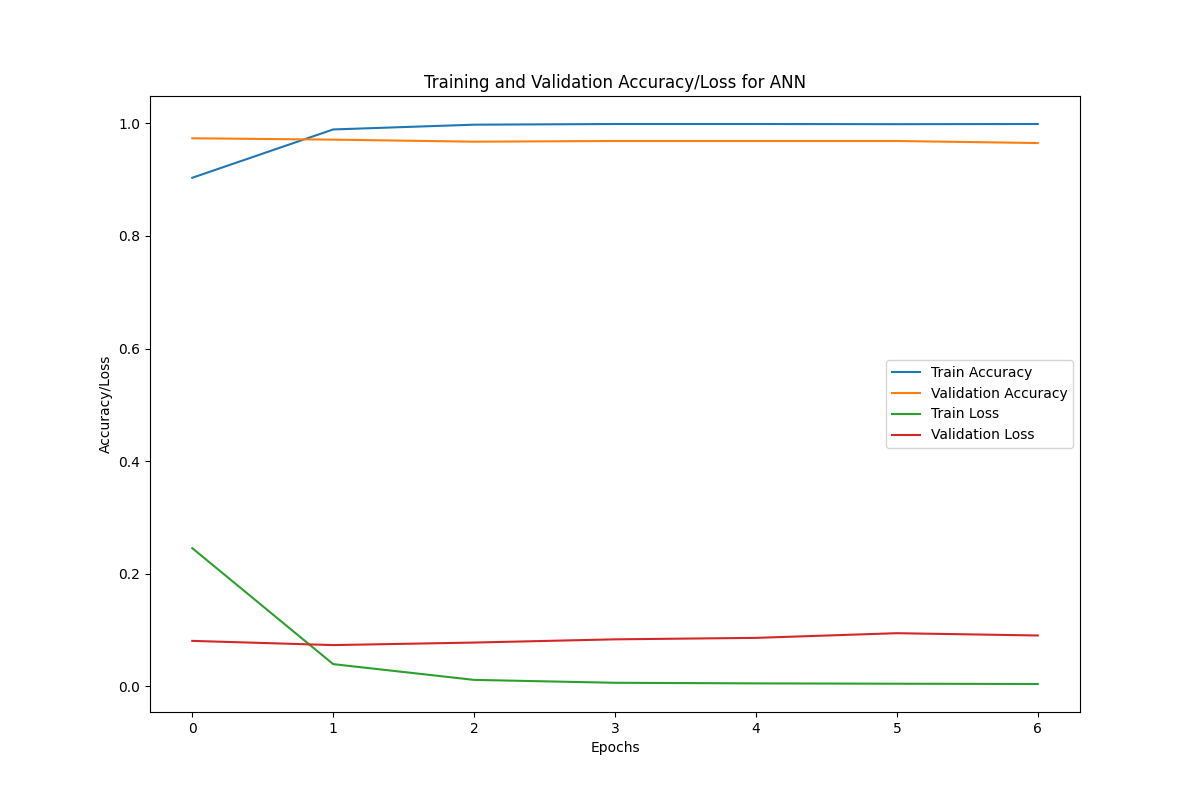 Training and Validation Accuracy/Loss for ANN
1.0
0.8
0.6
0.4
0.2
0.0
Accuracy/Loss
Train Accuracy
Validation Accuracy
Train Loss
Validation Loss
0 1 2 3 4 5 6
Epochs